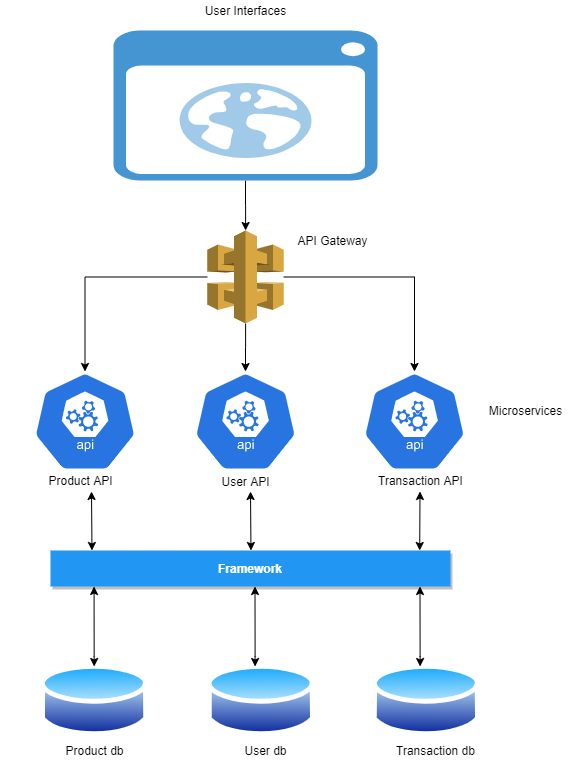 User Interfaces
API Gateway
api
api
api
Microservices
Product API
User API
Transaction API
Framework
Product db
User db
Transaction db